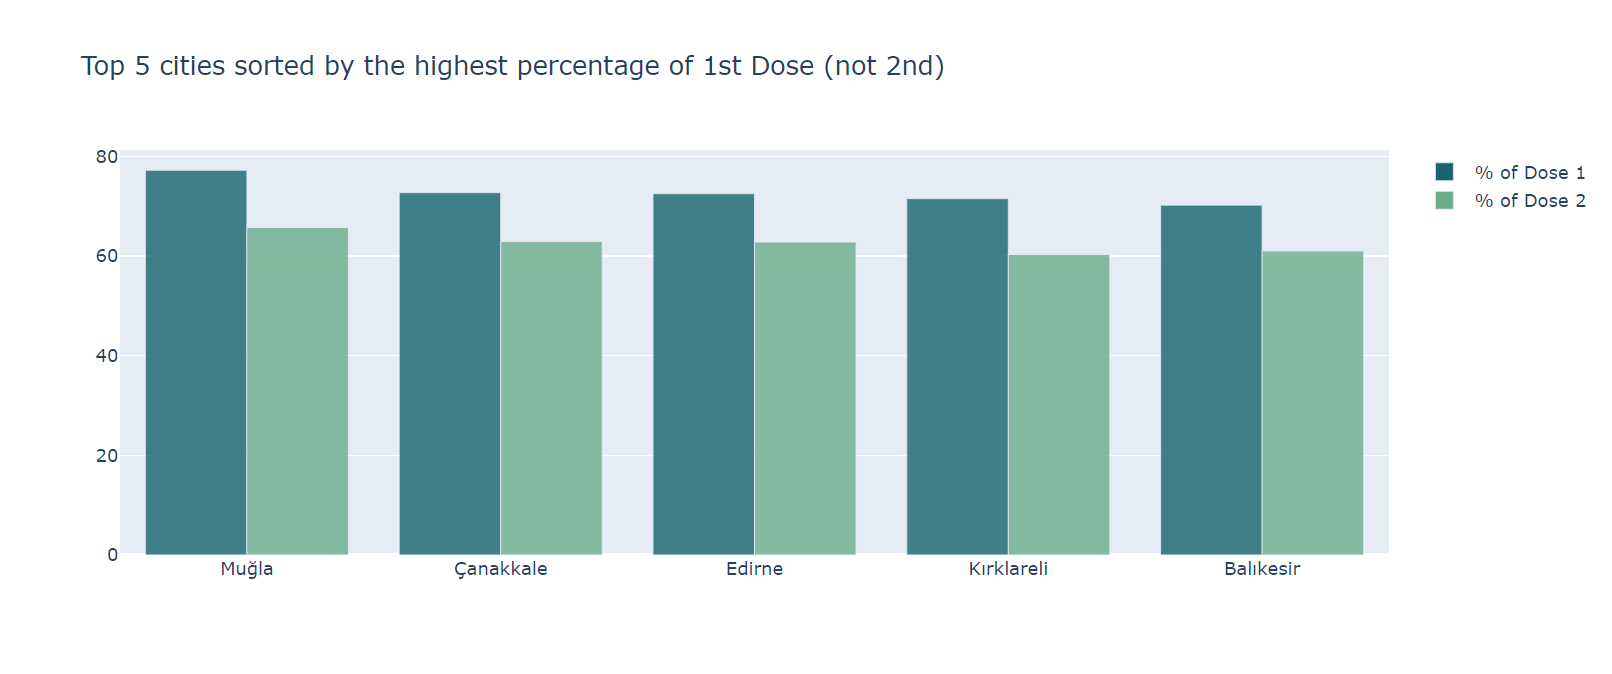 Top 5 cities sorted by the highest percentage of 1st Dose (not 2nd)
80
60
40
20
0
Muğla Çanakkale Edirne Kırklareli Balıkesir
% of Dose 1
% of Dose 2